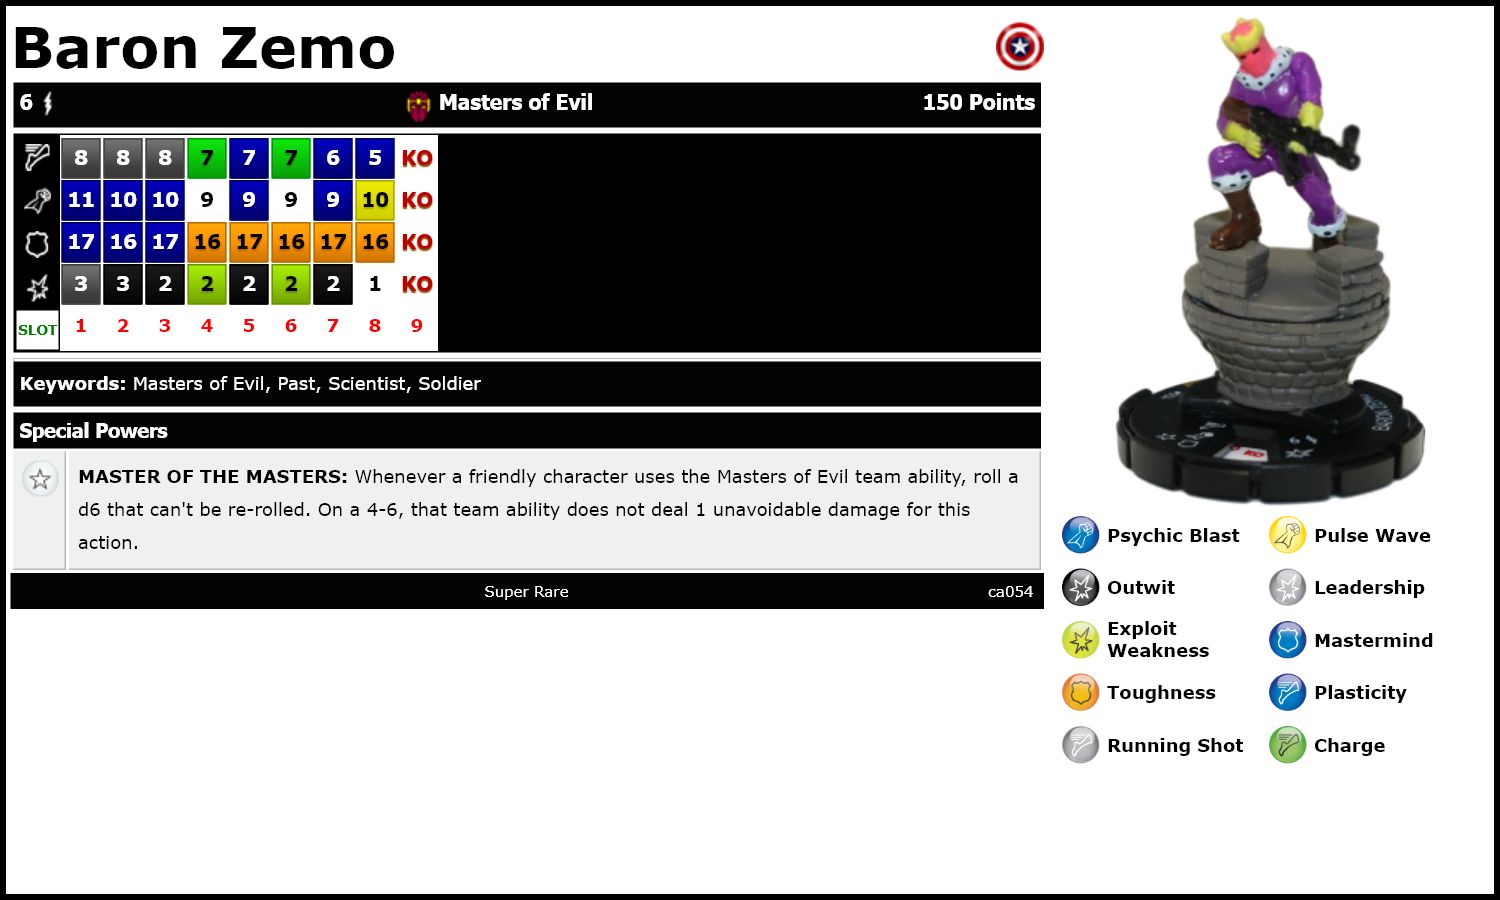 Baron Zemo
6 Masters of Evil 150 Points
8 8 8 7 7 7 6 5 KO
11 10 10 9 9 9 9 10 KO
17 16 17 16 17 16 17 16 KO
3 3 2 2 2 2 2 1 KO
SLOT 1 2 3 4 5 6 7 8 9
Keywords: Masters of Evil, Past, Scientist, Soldier
Special Powers
MASTER OF THE MASTERS: Whenever a friendly character uses the Masters of Evil team ability, roll a
d6 that can't be re-rolled. On a 4-6, that team ability does not deal 1 unavoidable damage for this
action.
Super Rare ca054
KO
6
Psychic Blast Pulse Wave
Outwit Leadership
Exploit
Weakness Mastermind
Toughness Plasticity
Running Shot Charge